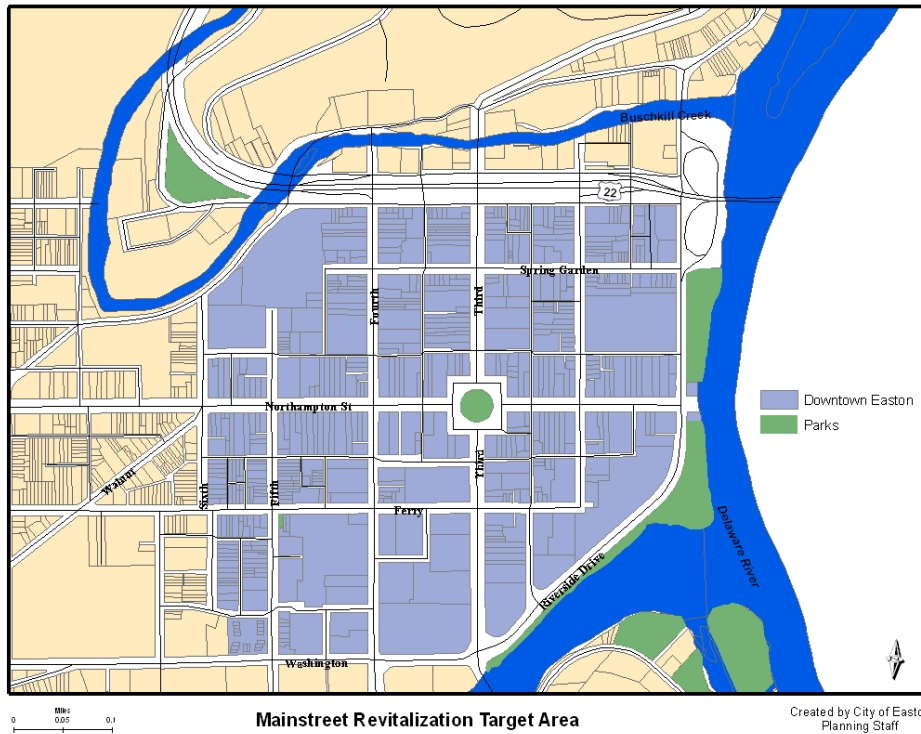 Buschkill Creek
22
Spring Garden
Fourth
Third
Northampton St
Downtown Easton
Parks
Walnut
Sixth
Fifth
Third
Ferry
Delaware River
Riverside Drive
Washington
Miles
0 0.05 0.1
Mainstreet Revitalization Target Area
Created by City of Easto
Planning Staff